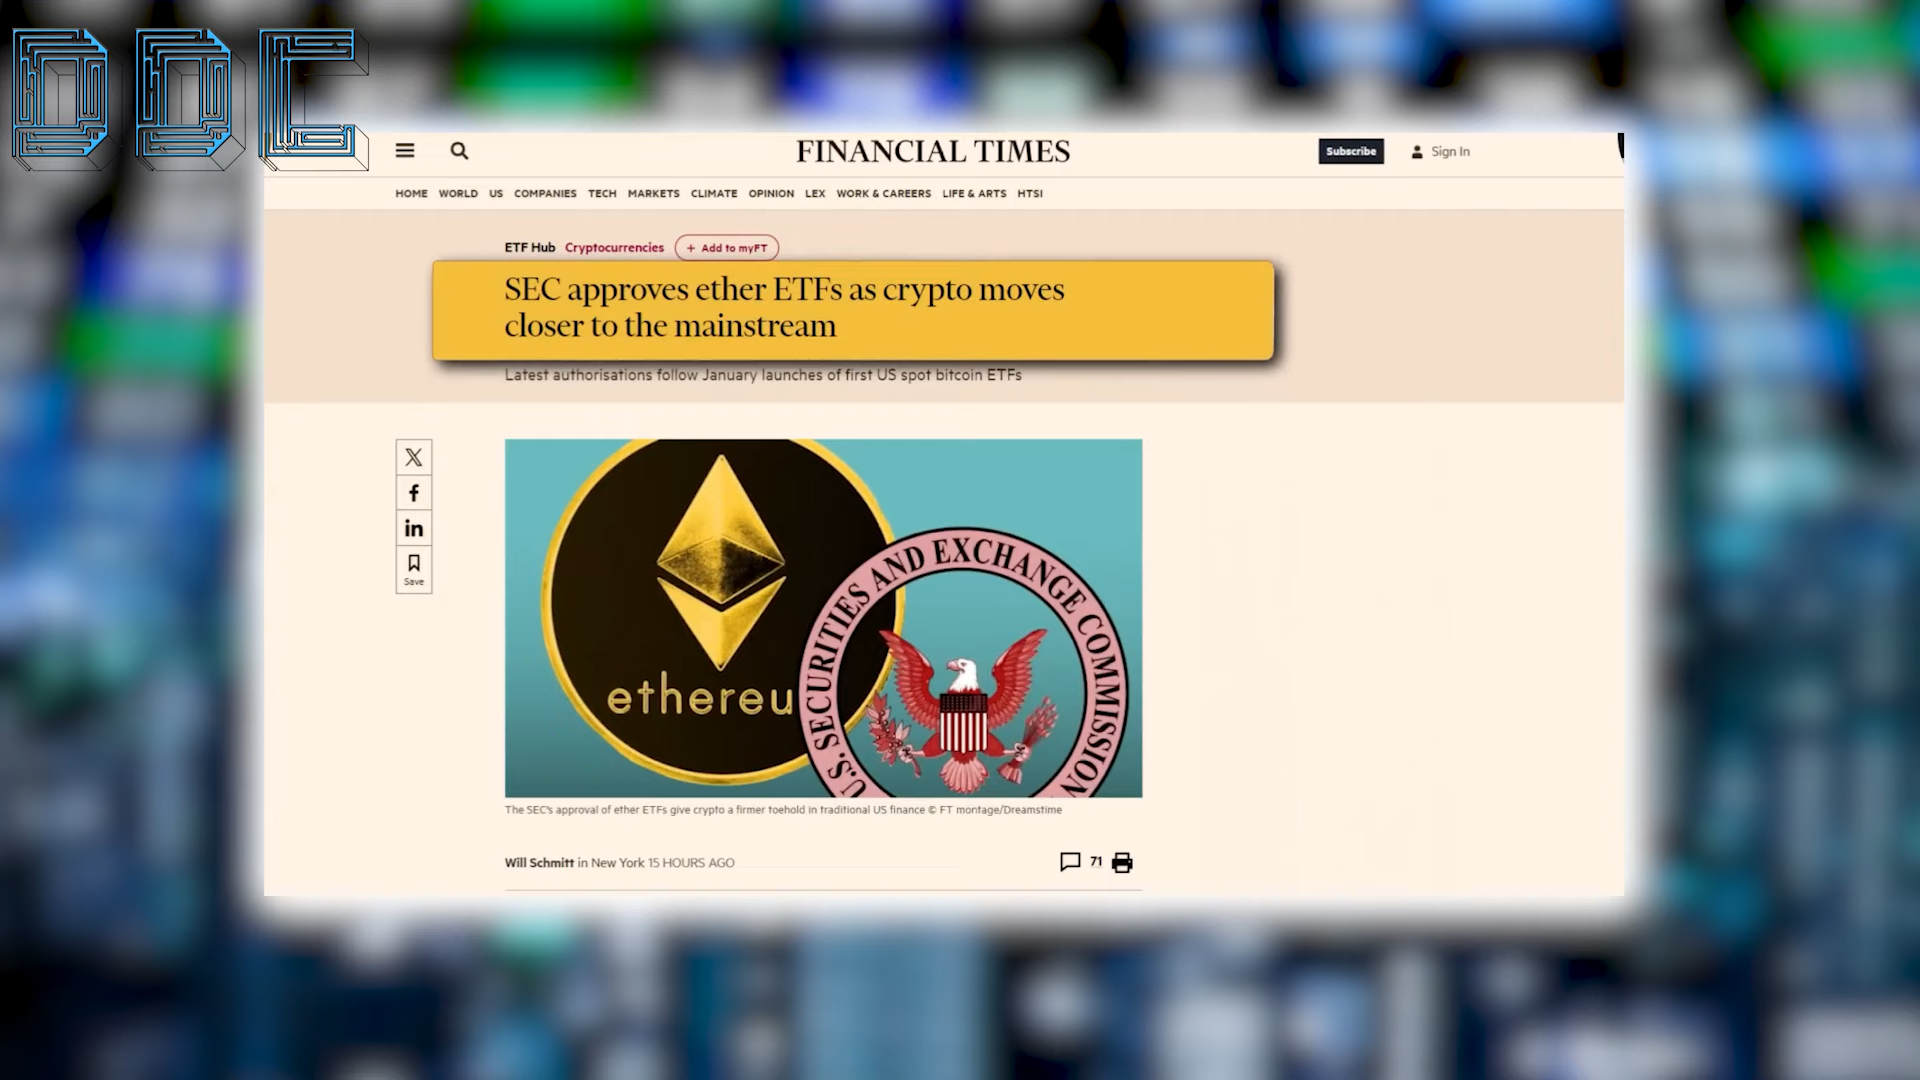 DDC
FINANCIAL TIMES
Subscribe
Sign In
HOME WORLD US COMPANIES TECH MARKETS CLIMATE OPINION LEX WORK & CAREERS LIFE & ARTS HTSI
ETF Hub Cryptocurrencies + Add to myFT
SEC approves ether ETFs as crypto moves
closer to the mainstream
Latest authorisations follow January launches of first US spot bitcoin ETFs
X
f
in
Save
ethereu
U.S. SECURITIES AND EXCHANGE COMMISSION
The SEC's approval of ether ETFs give crypto a firmer toehold in traditional US finance © FT montage/Dreamstime
Will Schmitt in New York 15 HOURS AGO
71